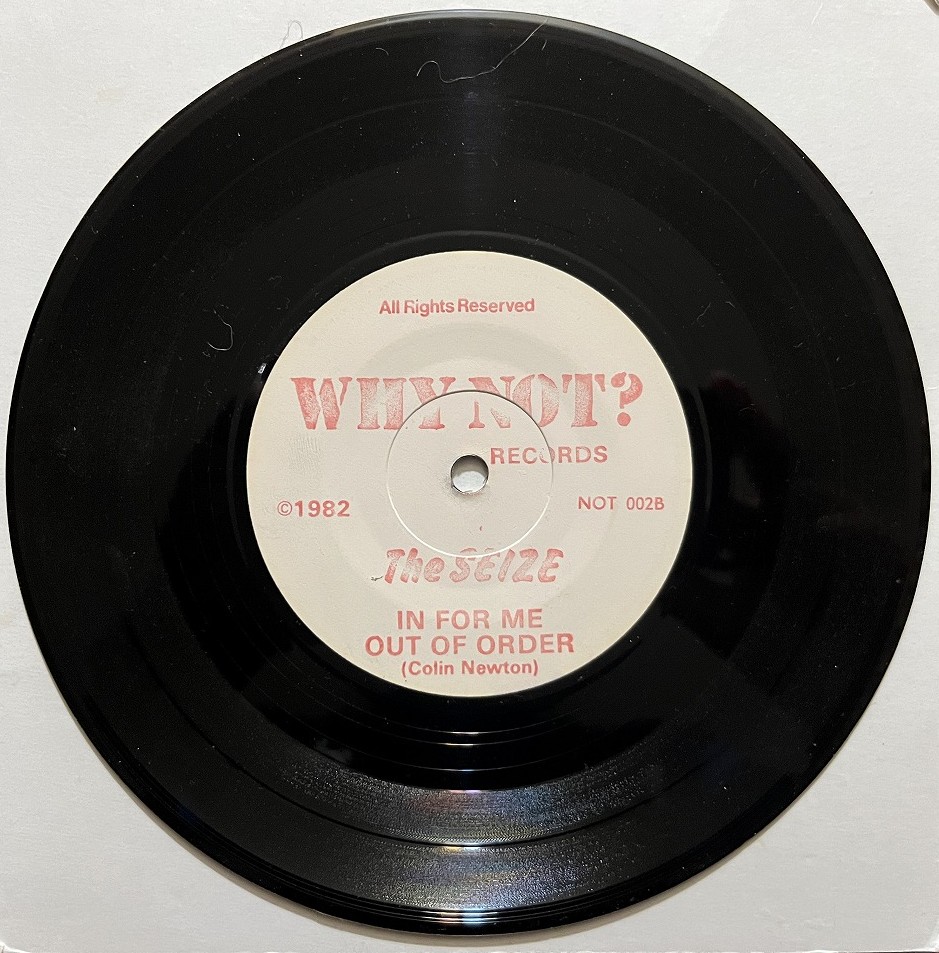 All Rights Reserved
WHY NOT?
RECORDS
©1982 NOT 002B
The SEIZE
IN FOR ME
OUT OF ORDER
(Colin Newton)